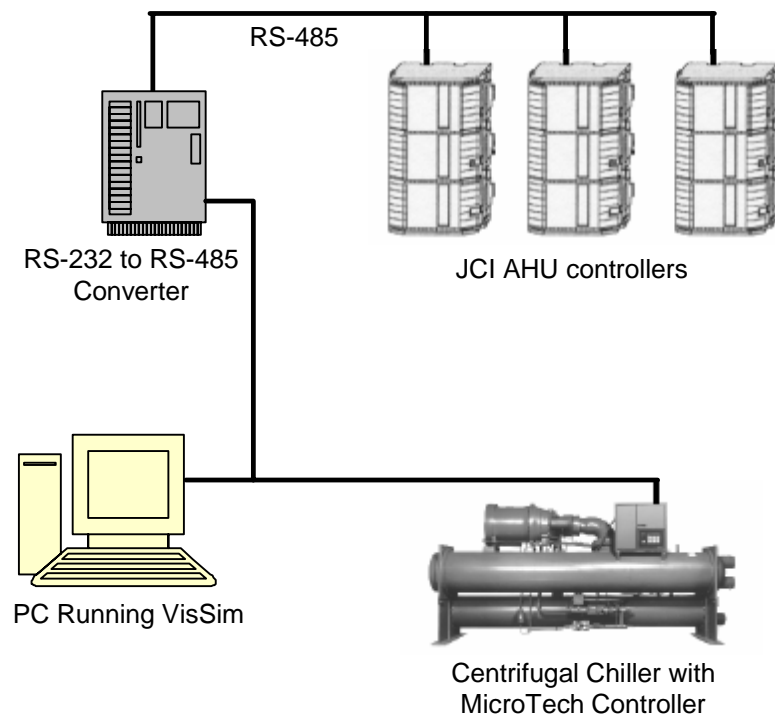 RS-485
JCI AHU controllers
RS-232 to RS-485
Converter
PC Running VisSim
Centrifugal Chiller with
MicroTech Controller